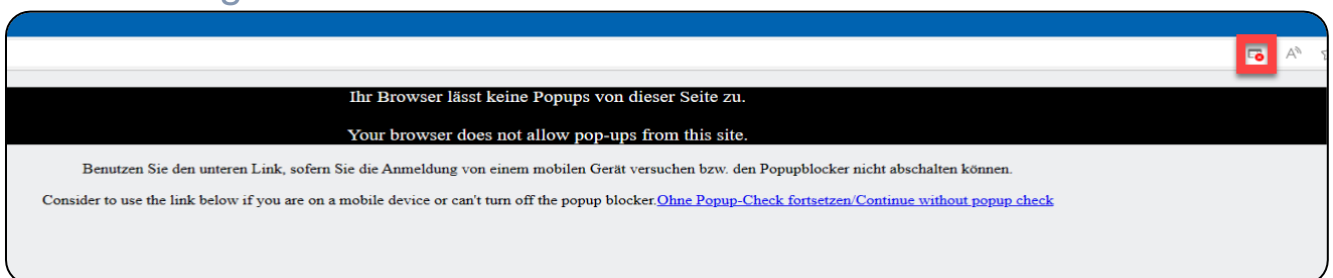 Ihr Browser lässt keine Popups von dieser Seite zu.
Your browser does not allow pop-ups from this site.
Benutzen Sie den unteren Link, sofern Sie die Anmeldung von einem mobilen Gerät versuchen bzw. den Popupblocker nicht abschalten können.
Consider to use the link below if you are on a mobile device or can't turn off the popup blocker.Ohne Popup-Check fortsetzen/Continue without popup check